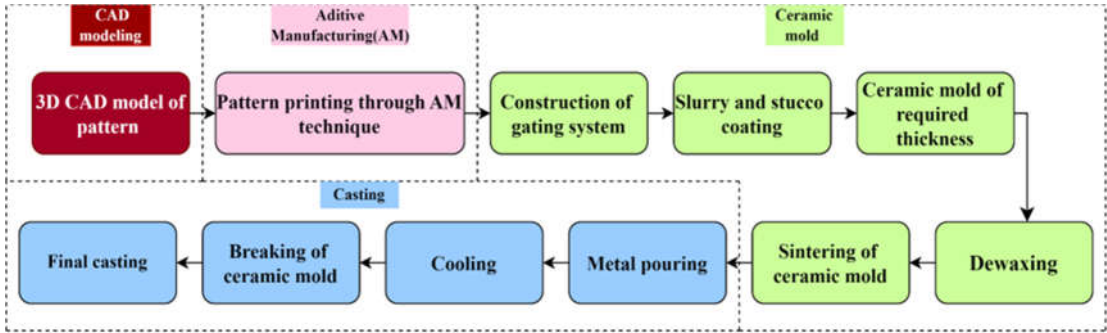 CAD
modeling
Aditive
Manufacturing(AM)
Ceramic
mold
3D CAD model of
pattern
Pattern printing through AM
technique
Construction of
gating system
Slurry and stucco
coating
Ceramic mold of
required
thickness
Casting
Final casting
Breaking of
ceramic mold
Cooling
Metal pouring
Sintering of
ceramic mold
Dewaxing